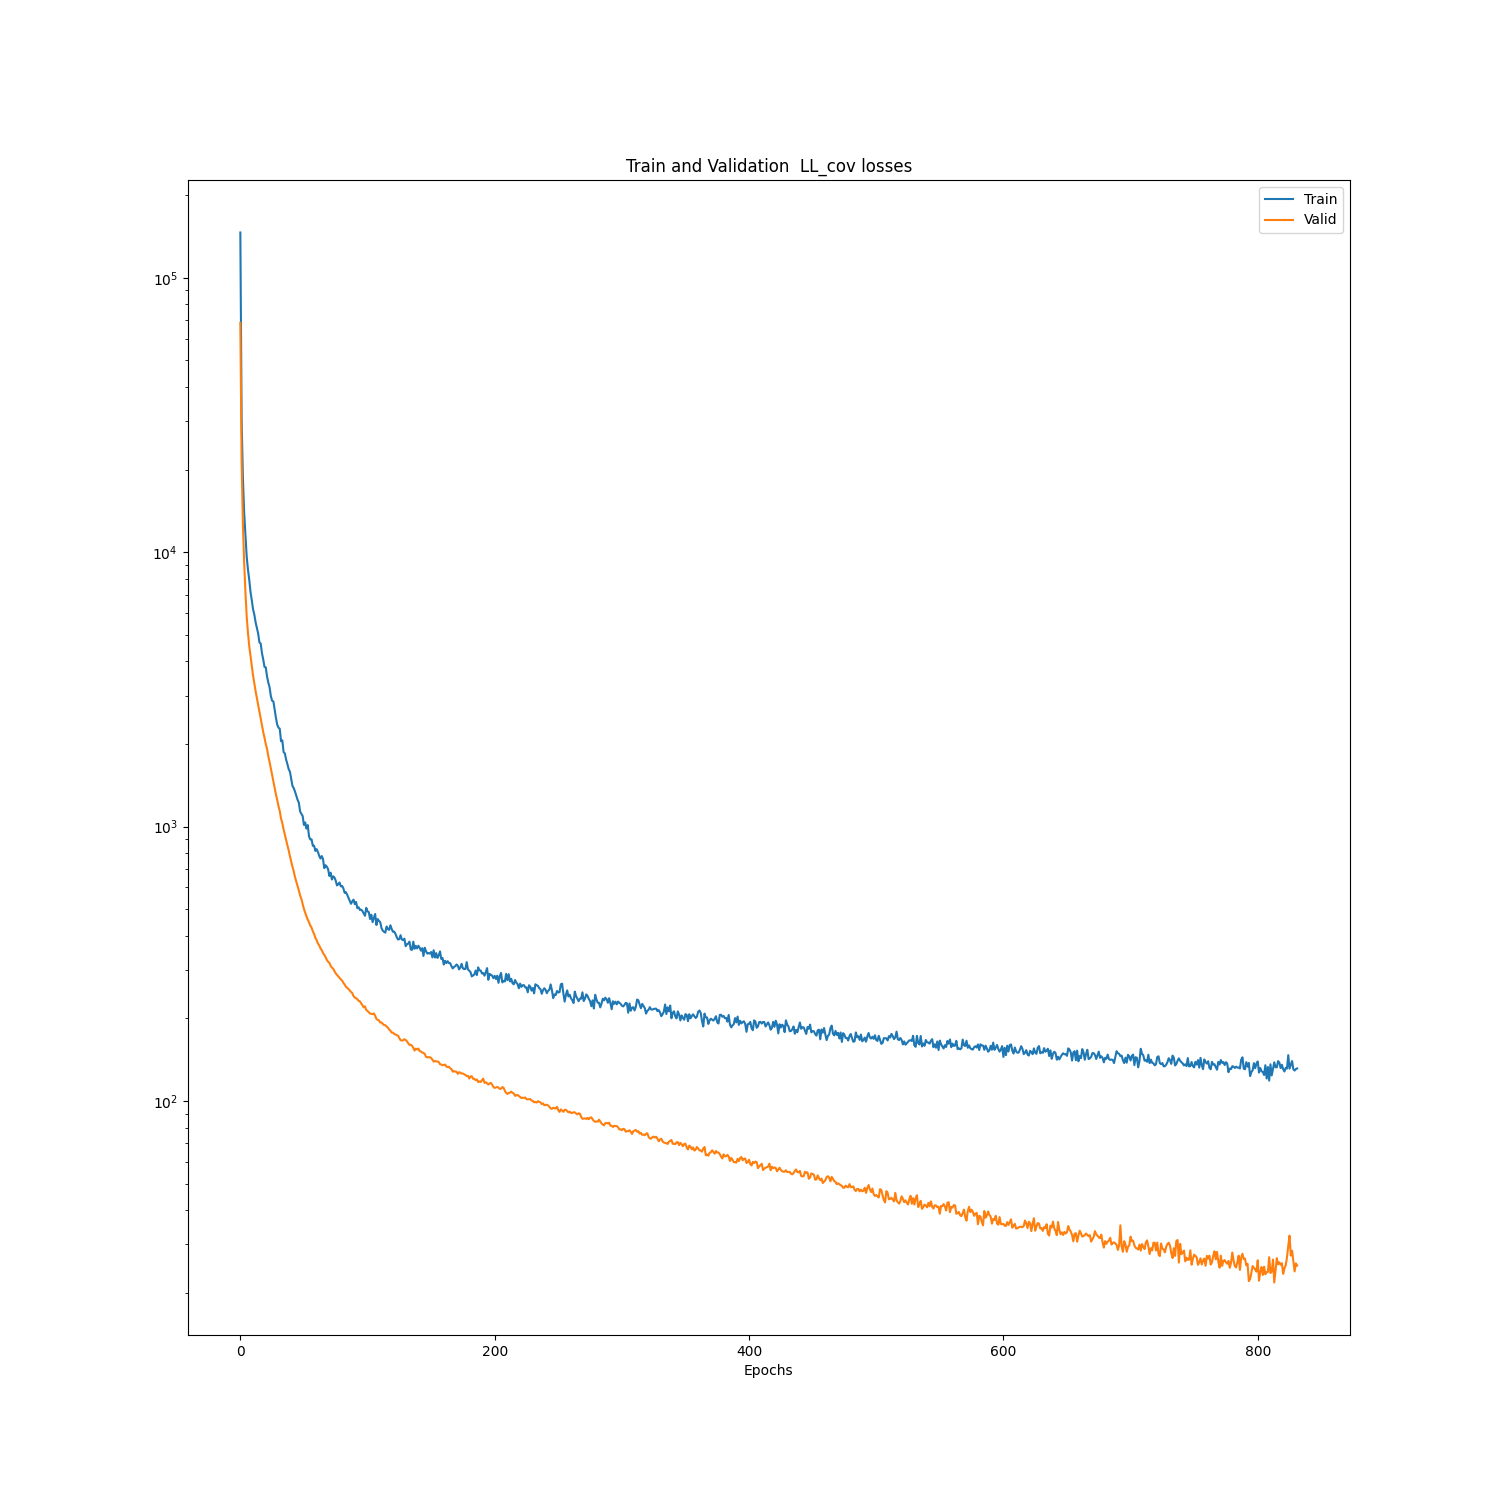 Train and Validation  LL_cov losses
Train
Valid
10^5
10^4
10^3
10^2
0 200 400 600 800
Epochs